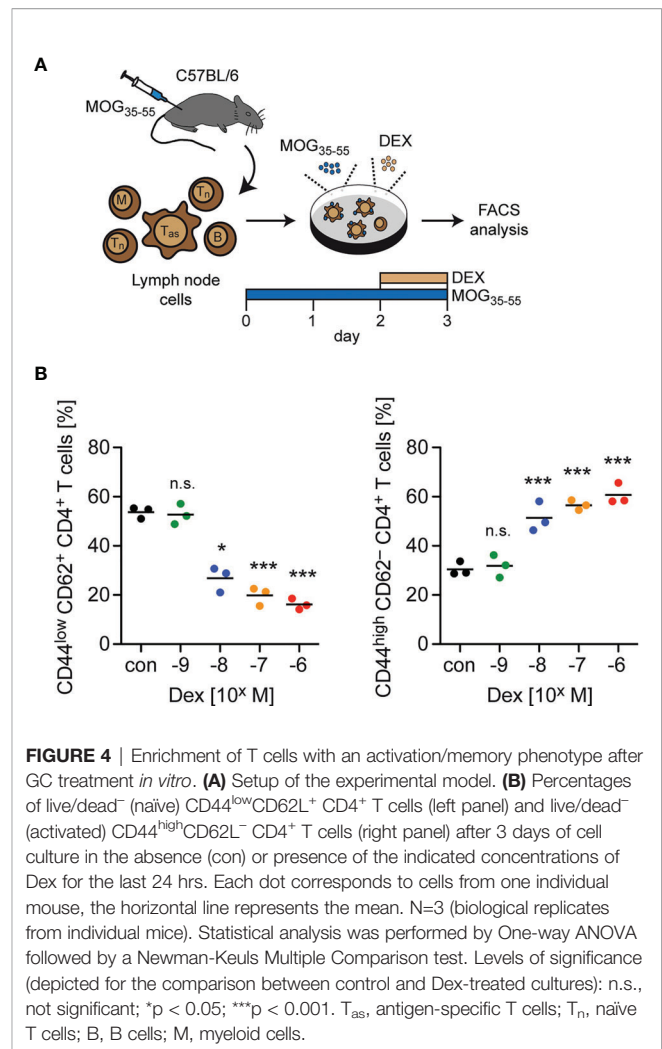 A
C57BL/6
MOG35-55
MOG35-55
DEX
M
Tn
Tas
Tn
B
FACS
analysis
Lymph node
cells
DEX
MOG35-55
0
1
2
3
day
B
CD44low CD62+ CD4+ T cells [%]
80
60
40
20
0
n.s.
*
***
***
con
-9
-8
-7
-6
Dex [10x M]
CD44high CD62– CD4+ T cells [%]
80
60
40
20
0
n.s.
***
***
***
con
-9
-8
-7
-6
Dex [10x M]
FIGURE 4 | Enrichment of T cells with an activation/memory phenotype after
GC treatment in vitro. (A) Setup of the experimental model. (B) Percentages
of live/dead– (naïve) CD44lowCD62L+ CD4+ T cells (left panel) and live/dead–
(activated) CD44highCD62L– CD4+ T cells (right panel) after 3 days of cell
culture in the absence (con) or presence of the indicated concentrations of
Dex for the last 24 hrs. Each dot corresponds to cells from one individual
mouse, the horizontal line represents the mean. N=3 (biological replicates
from individual mice). Statistical analysis was performed by One-way ANOVA
followed by a Newman-Keuls Multiple Comparison test. Levels of significance
(depicted for the comparison between control and Dex-treated cultures): n.s.,
not significant; *p < 0.05; ***p < 0.001. Tas, antigen-specific T cells; Tn, naïve
T cells; B, B cells; M, myeloid cells.